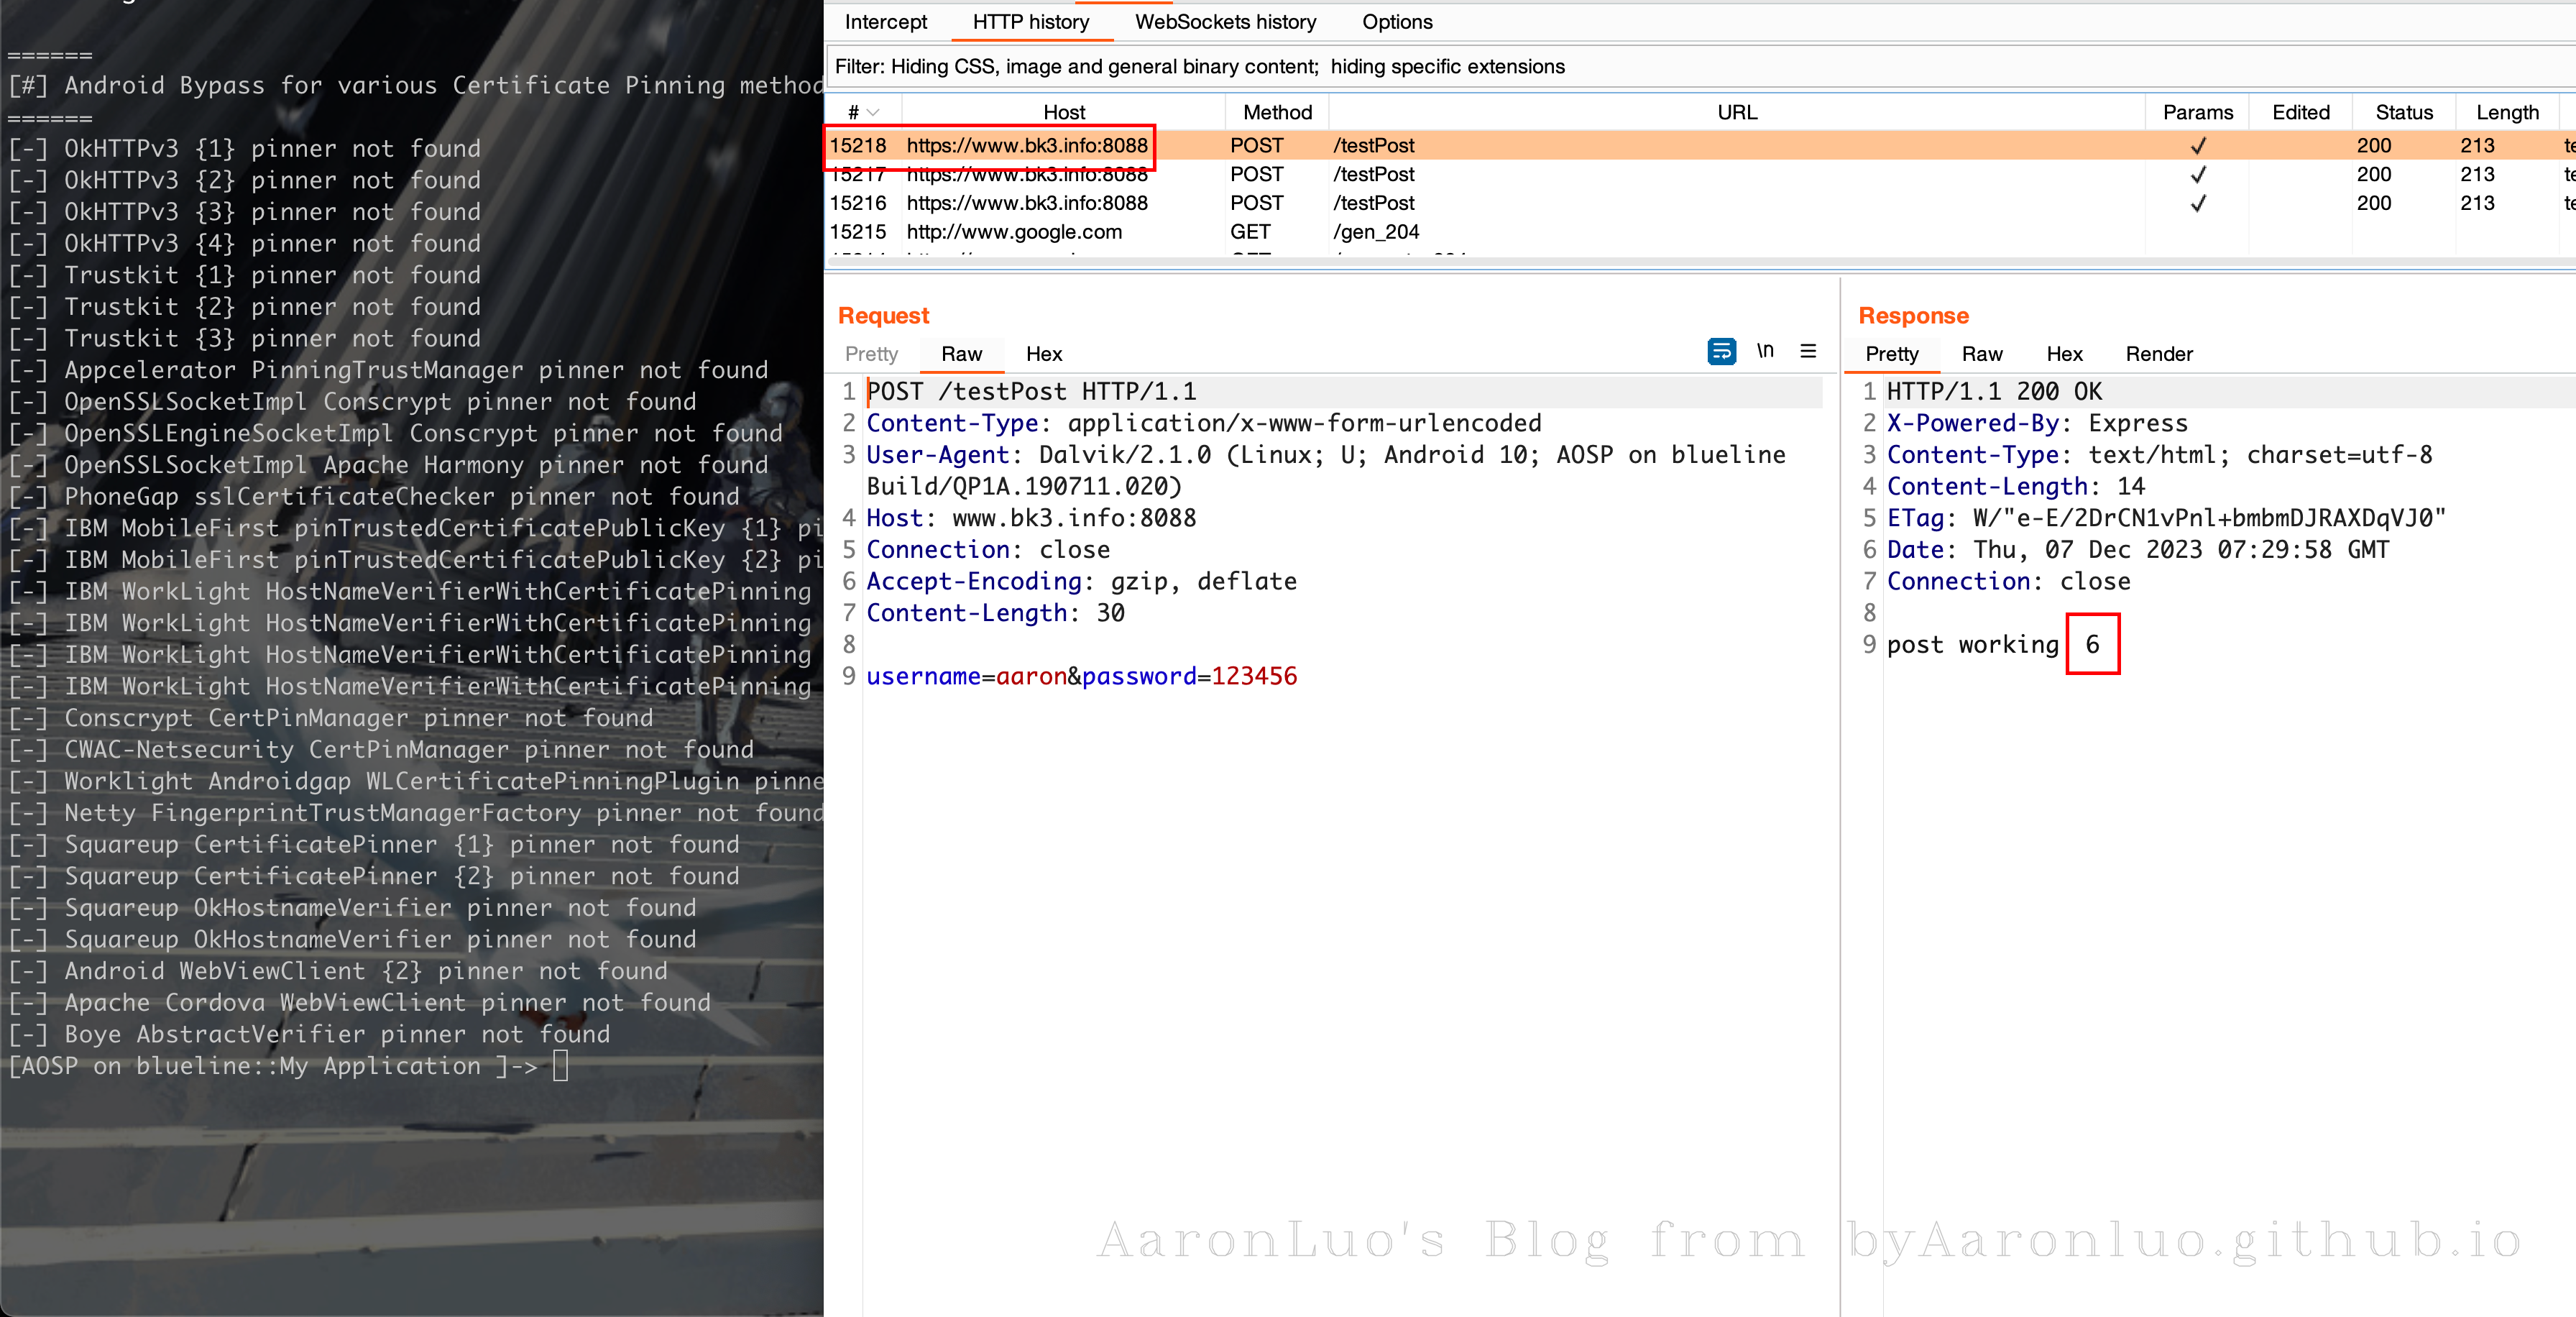 ======
[#] Android Bypass for various Certificate Pinning method
======
[-] OkHTTPv3 {1} pinner not found
[-] OkHTTPv3 {2} pinner not found
[-] OkHTTPv3 {3} pinner not found
[-] OkHTTPv3 {4} pinner not found
[-] Trustkit {1} pinner not found
[-] Trustkit {2} pinner not found
[-] Trustkit {3} pinner not found
[-] Appcelerator PinningTrustManager pinner not found
[-] OpenSSLSocketImpl Conscrypt pinner not found
[-] OpenSSLEngineSocketImpl Conscrypt pinner not found
[-] OpenSSLSocketImpl Apache Harmony pinner not found
[-] PhoneGap sslCertificateChecker pinner not found
[-] IBM MobileFirst pinTrustedCertificatePublicKey {1} pi
[-] IBM MobileFirst pinTrustedCertificatePublicKey {2} pi
[-] IBM WorkLight HostNameVerifierWithCertificatePinning
[-] IBM WorkLight HostNameVerifierWithCertificatePinning
[-] IBM WorkLight HostNameVerifierWithCertificatePinning
[-] IBM WorkLight HostNameVerifierWithCertificatePinning
[-] Conscrypt CertPinManager pinner not found
[-] CWAC-Netsecurity CertPinManager pinner not found
[-] Worklight Androidgap WLCertificatePinningPlugin pinne
[-] Netty FingerprintTrustManagerFactory pinner not found
[-] Squareup CertificatePinner {1} pinner not found
[-] Squareup CertificatePinner {2} pinner not found
[-] Squareup OkHostnameVerifier pinner not found
[-] Squareup OkHostnameVerifier pinner not found
[-] Android WebViewClient {2} pinner not found
[-] Apache Cordova WebViewClient pinner not found
[-] Boye AbstractVerifier pinner not found
[AOSP on blueline::My Application ]->
Intercept HTTP history WebSockets history Options
Filter: Hiding CSS, image and general binary content; hiding specific extensions
# Host Method URL Params Edited Status Length
15218 https://www.bk3.info:8088 POST /testPost ✓ 200 213 te
15217 https://www.bk3.info:8088 POST /testPost ✓ 200 213 te
15216 https://www.bk3.info:8088 POST /testPost ✓ 200 213 te
15215 http://www.google.com GET /gen_204
Request
Pretty Raw Hex \n
1 POST /testPost HTTP/1.1
2 Content-Type: application/x-www-form-urlencoded
3 User-Agent: Dalvik/2.1.0 (Linux; U; Android 10; AOSP on blueline
Build/QP1A.190711.020)
4 Host: www.bk3.info:8088
5 Connection: close
6 Accept-Encoding: gzip, deflate
7 Content-Length: 30
8
9 username=aaron&password=123456
Response
Pretty Raw Hex Render
1 HTTP/1.1 200 OK
2 X-Powered-By: Express
3 Content-Type: text/html; charset=utf-8
4 Content-Length: 14
5 ETag: W/"e-E/2DrCN1vPnl+bmbmDJRAXDqVJ0"
6 Date: Thu, 07 Dec 2023 07:29:58 GMT
7 Connection: close
8
9 post working 6
AaronLuo's Blog from byAaronluo.github.io